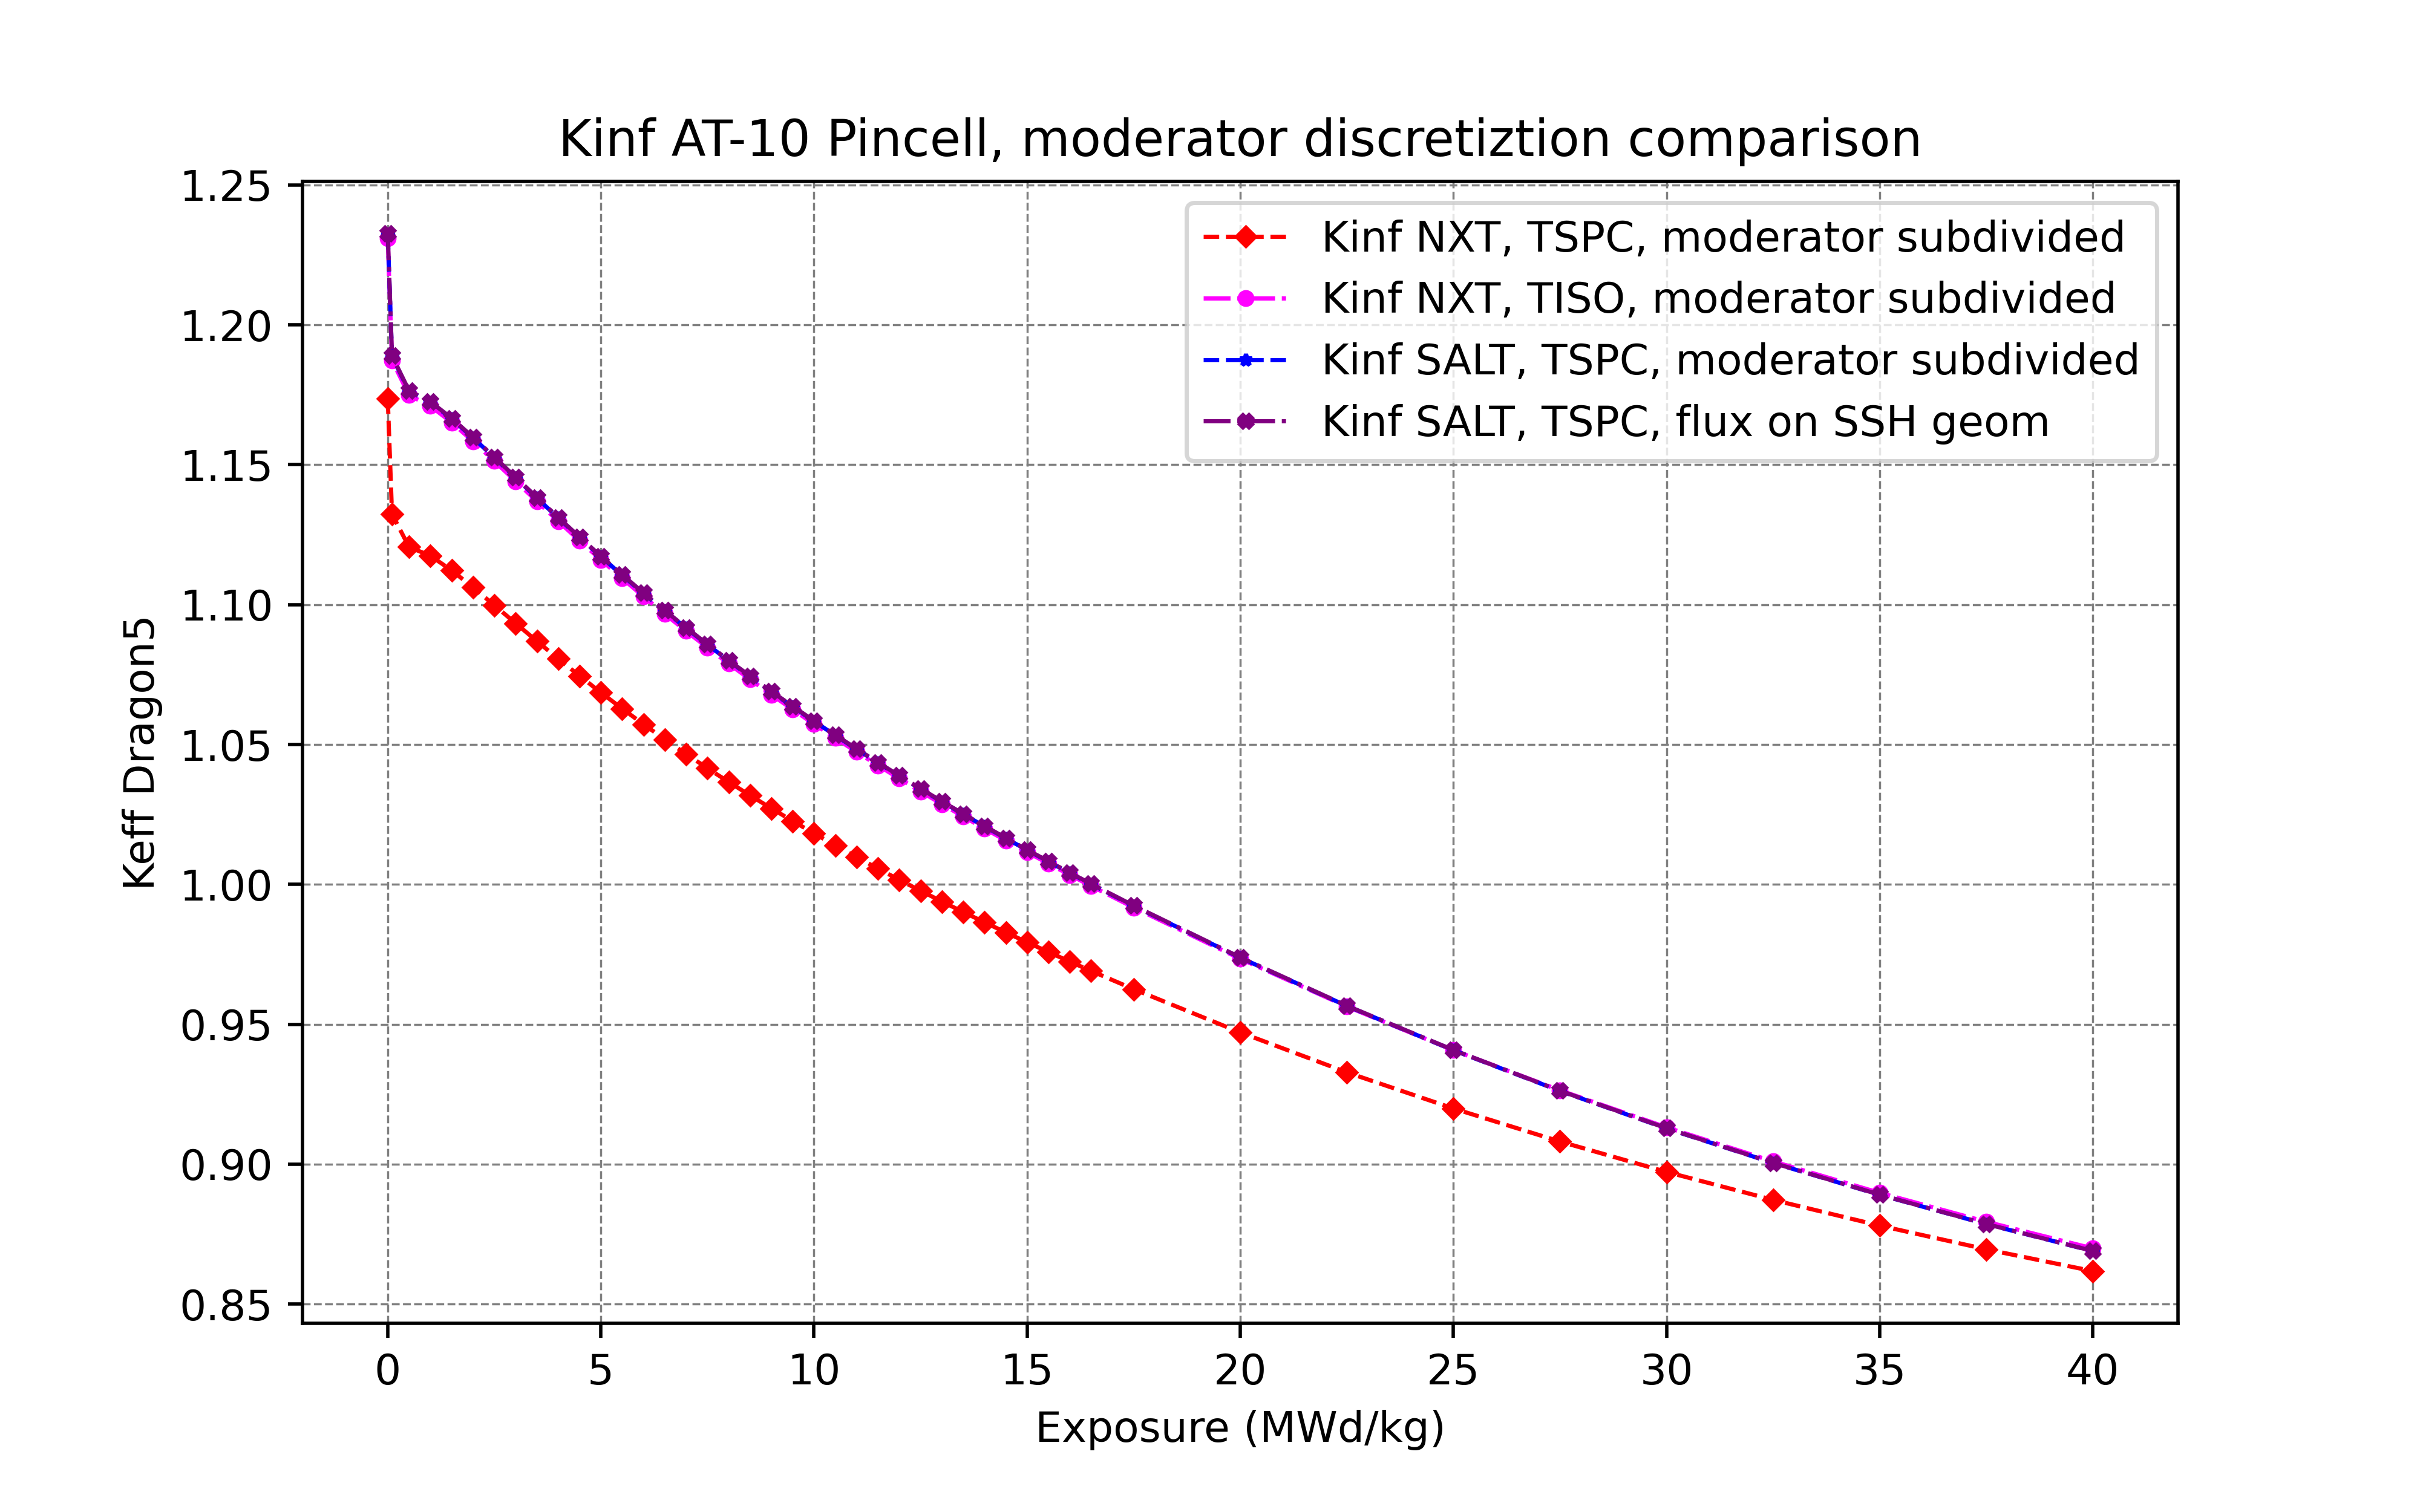 Kinf AT-10 Pincell, moderator discretiztion comparison
Kinf NXT, TSPC, moderator subdivided
Kinf NXT, TISO, moderator subdivided
Kinf SALT, TSPC, moderator subdivided
Kinf SALT, TSPC, flux on SSH geom
Keff Dragon5
1.25
1.20
1.15
1.10
1.05
1.00
0.95
0.90
0.85
0 5 10 15 20 25 30 35 40
Exposure (MWd/kg)